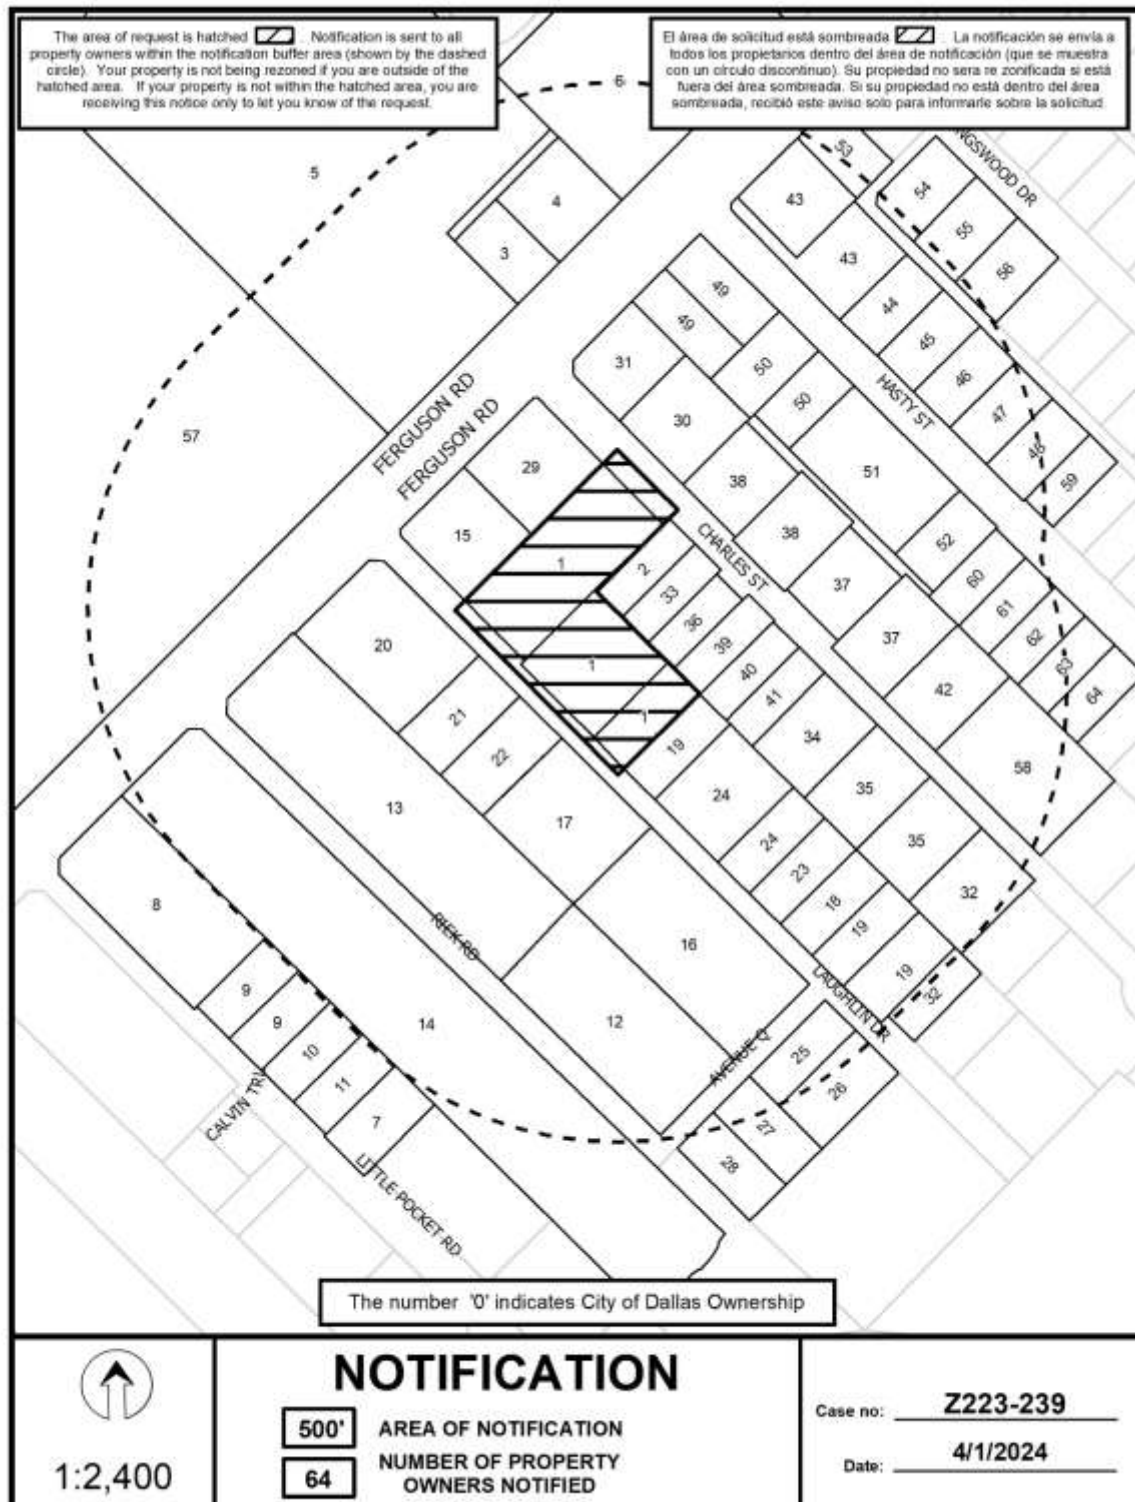 The area of request is hatched . Notification is sent to all
property owners within the notification buffer area (shown by the dashed
circle). Your property is not being rezoned if you are outside of the
hatched area. If your property is not within the hatched area, you are
receiving this notice only to let you know of the request.
El área de solicitud está sombreada . La notificación se envía a
todos los propietarios dentro del área de notificación (que se muestra
con un círculo discontinuo). Su propiedad no sera re zonificada si está
fuera del área sombreada. Si su propiedad no está dentro del área
sombreada, recibió este aviso solo para informarle sobre la solicitud.
6
5
53
NGSWOOD DR
4
43
54
3
55
43
56
49
44
49
45
31
50
46
HASTY ST
57
FERGUSON RD
FERGUSON RD
30
50
47
48
29
38
51
59
15
CHARLES ST
38
52
1
2
37
60
33
61
20
36
37
62
39
63
1
40
42
64
21
41
1
22
19
34
58
13
24
35
17
24
35
23
32
8
18
RIEK RD
16
19
9
19
32
LAUGHLIN DR
9
14
12
10
AVENUE Q
25
11
26
CALVIN TRL
7
27
28
LITTLE POCKET RD
The number '0' indicates City of Dallas Ownership
1:2,400
NOTIFICATION
500' AREA OF NOTIFICATION
64 NUMBER OF PROPERTY
OWNERS NOTIFIED
Case no: Z223-239
Date: 4/1/2024